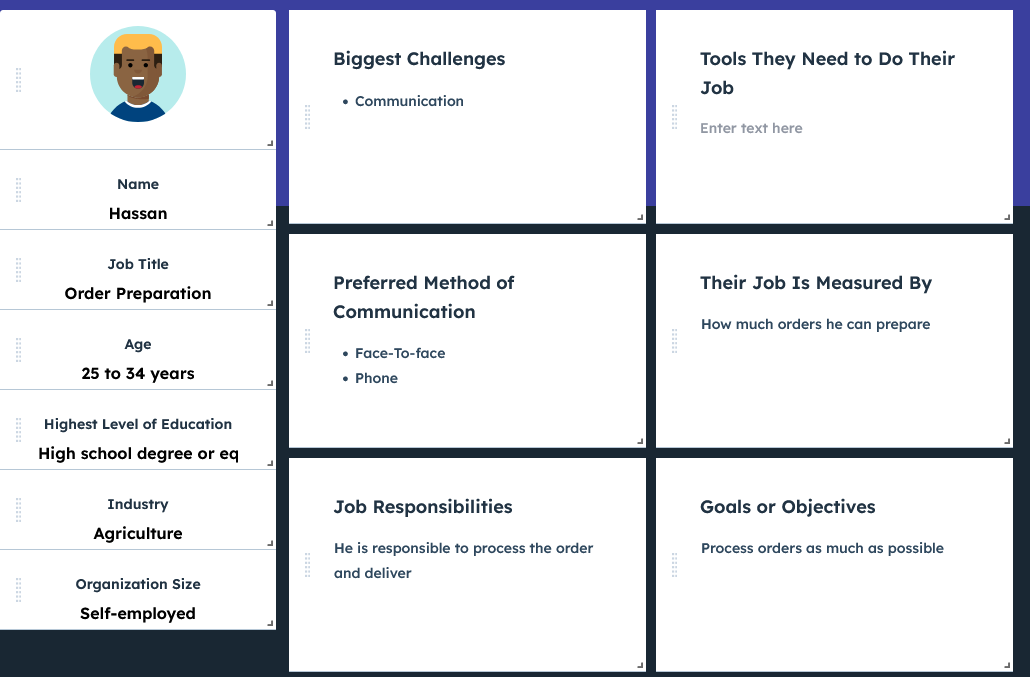 Name
Hassan
Job Title
Order Preparation
Age
25 to 34 years
Highest Level of Education
High school degree or eq
Industry
Agriculture
Organization Size
Self-employed
Biggest Challenges
• Communication
Tools They Need to Do Their
Job
Enter text here
Preferred Method of
Communication
• Face-To-face
• Phone
Their Job Is Measured By
How much orders he can prepare
Job Responsibilities
He is responsible to process the order
and deliver
Goals or Objectives
Process orders as much as possible